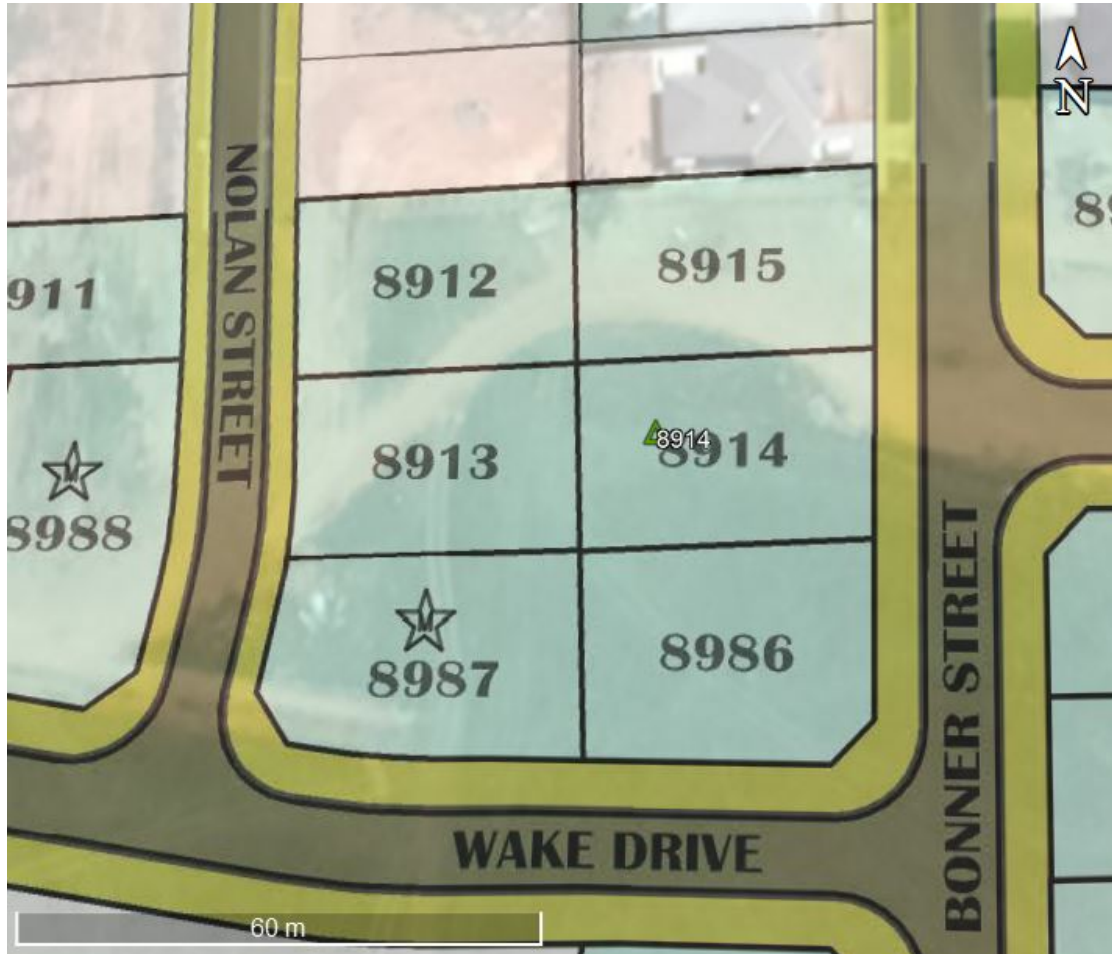 N
NOLAN STREET
8912
8915
911
8913
8914
8914
M
8988
M
8987
8986
BONNER STREET
WAKE DRIVE
60 m